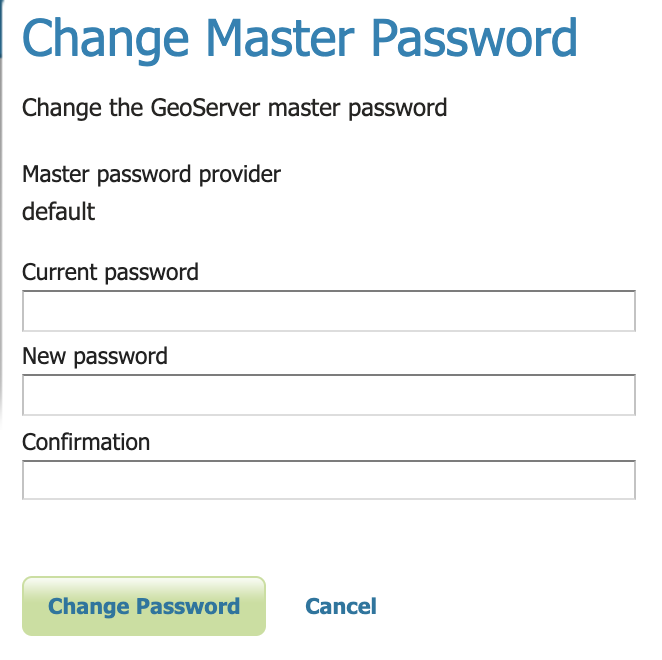 Change Master Password
Change the GeoServer master password
Master password provider
default
Current password
New password
Confirmation
Change Password
Cancel